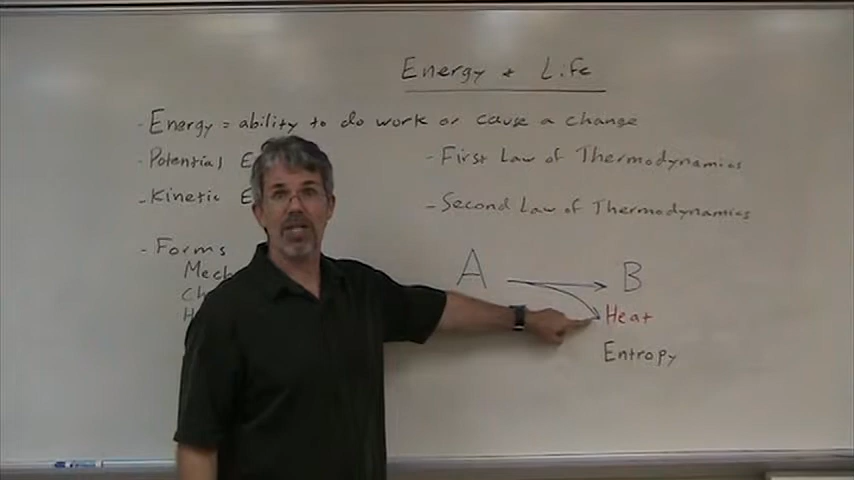 Energy + Life
- Energy = ability to do work or cause a change
- Potential E
- Kinetic E
- Forms
Mech
- First Law of Thermodynamics
- Second Law of Thermodynamics
A B
Heat
Entropy